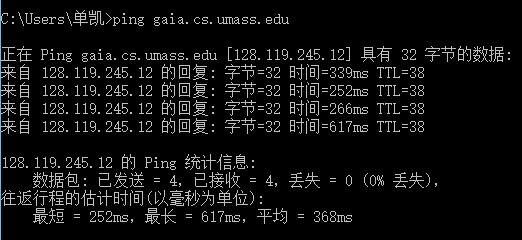 C:\Users\单凯>ping gaia.cs.umass.edu
正在 Ping gaia.cs.umass.edu [128.119.245.12] 具有 32 字节的数据:
来自 128.119.245.12 的回复: 字节=32 时间=339ms TTL=38
来自 128.119.245.12 的回复: 字节=32 时间=252ms TTL=38
来自 128.119.245.12 的回复: 字节=32 时间=266ms TTL=38
来自 128.119.245.12 的回复: 字节=32 时间=617ms TTL=38
128.119.245.12 的 Ping 统计信息:
数据包: 已发送 = 4，已接收 = 4，丢失 = 0 (0% 丢失)，
往返行程的估计时间(以毫秒为单位):
最短 = 252ms，最长 = 617ms，平均 = 368ms